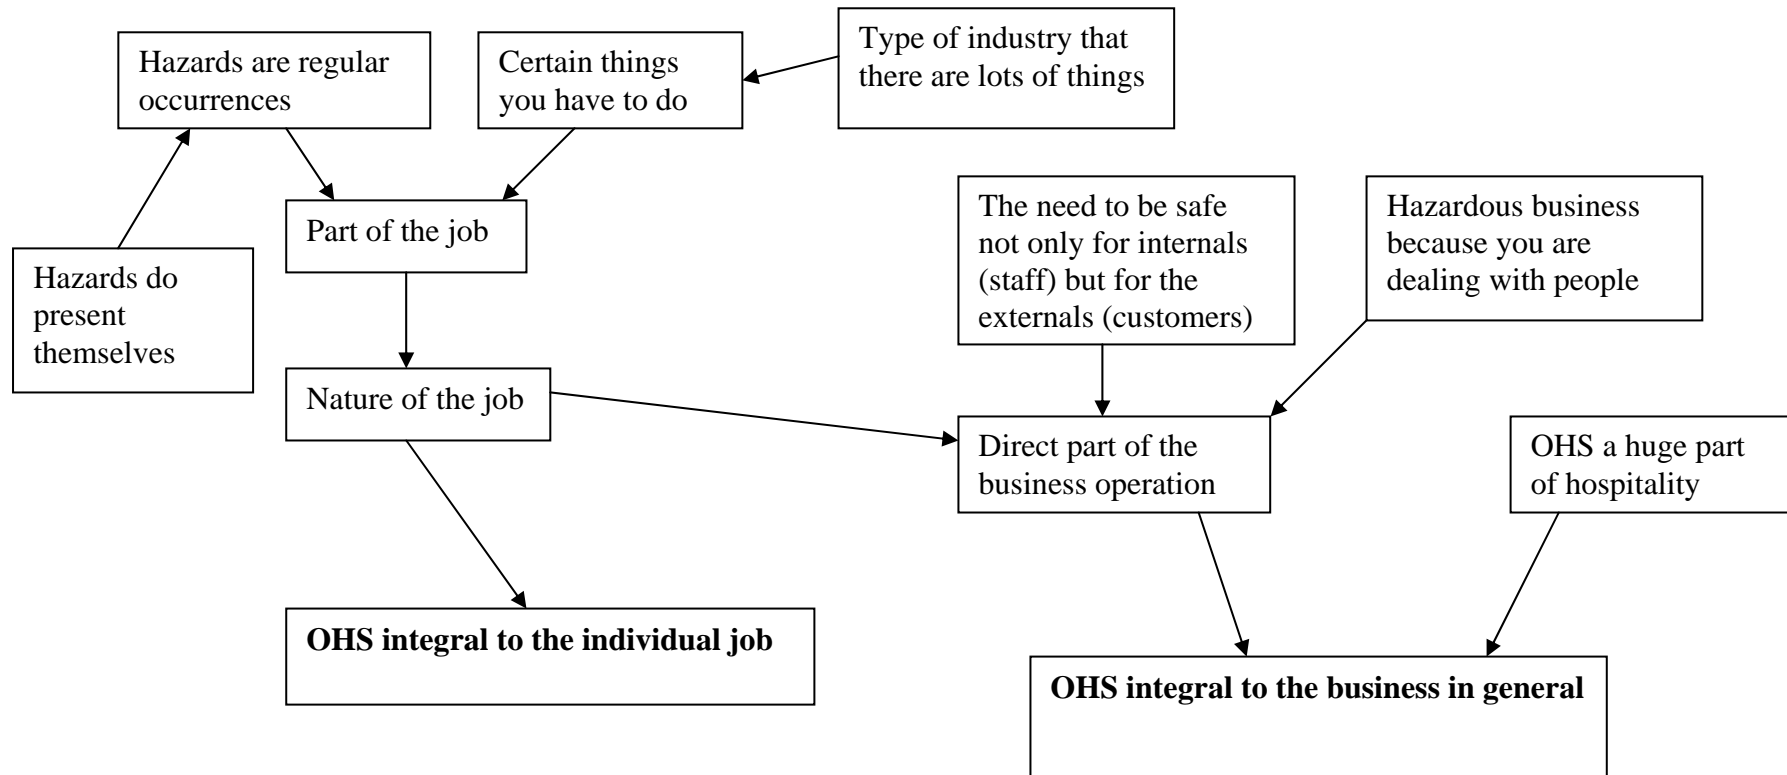 Hazards are regular
occurrences
Certain things
you have to do
Type of industry that
there are lots of things
Part of the job
Hazards do
present
themselves
The need to be safe
not only for internals
(staff) but for the
externals (customers)
Hazardous business
because you are
dealing with people
Nature of the job
Direct part of the
business operation
OHS a huge part
of hospitality
OHS integral to the individual job
OHS integral to the business in general